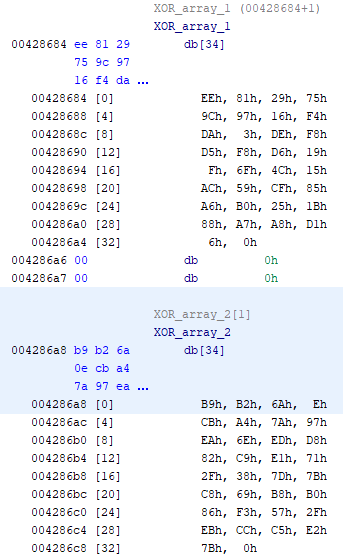 XOR_array_1 (00428684+1)
XOR_array_1
00428684 ee 81 29 db[34]
75 9c 97
16 f4 da ...
00428684 [0] EEh, 81h, 29h, 75h
00428688 [4] 9Ch, 97h, 16h, F4h
0042868c [8] DAh, 3h, DEh, F8h
00428690 [12] D5h, F8h, D6h, 19h
00428694 [16] Fh, 6Fh, 4Ch, 15h
00428698 [20] ACh, 59h, CFh, 85h
0042869c [24] A6h, B0h, 25h, 1Bh
004286a0 [28] 88h, A7h, A8h, D1h
004286a4 [32] 6h, 0h
004286a6 00 db 0h
004286a7 00 db 0h
XOR_array_2[1]
XOR_array_2
004286a8 b9 b2 6a db[34]
0e cb a4
7a 97 ea ...
004286a8 [0] B9h, B2h, 6Ah, Eh
004286ac [4] CBh, A4h, 7Ah, 97h
004286b0 [8] EAh, 6Eh, EDh, D8h
004286b4 [12] 82h, C9h, E1h, 71h
004286b8 [16] 2Fh, 38h, 7Dh, 7Bh
004286bc [20] C8h, 69h, B8h, B0h
004286c0 [24] 86h, F3h, 57h, 2Fh
004286c4 [28] EBh, CCh, C5h, E2h
004286c8 [32] 7Bh, 0h